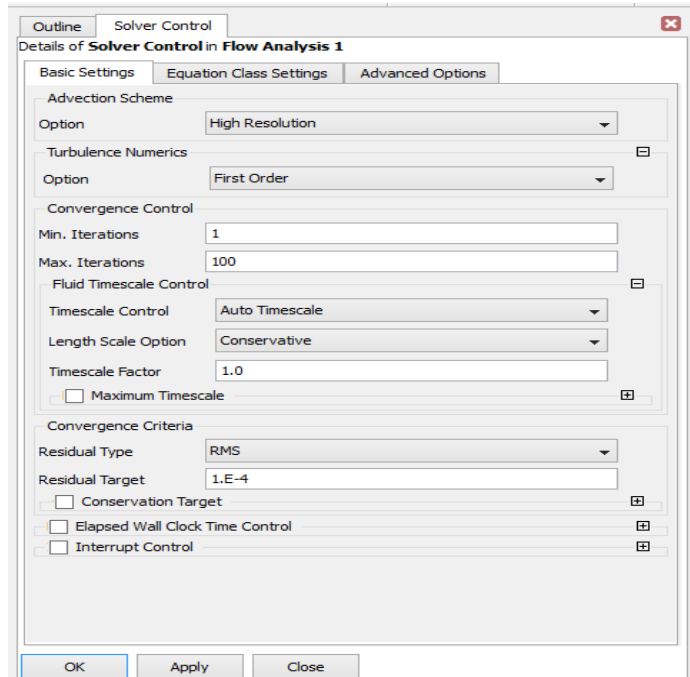 Outline Solver Control
Details of Solver Control in Flow Analysis 1
Basic Settings Equation Class Settings Advanced Options
Advection Scheme
Option High Resolution
Turbulence Numerics
Option First Order
Convergence Control
Min. Iterations 1
Max. Iterations 100
Fluid Timescale Control
Timescale Control Auto Timescale
Length Scale Option Conservative
Timescale Factor 1.0
Maximum Timescale
Convergence Criteria
Residual Type RMS
Residual Target 1.E-4
Conservation Target
Elapsed Wall Clock Time Control
Interrupt Control
OK Apply Close